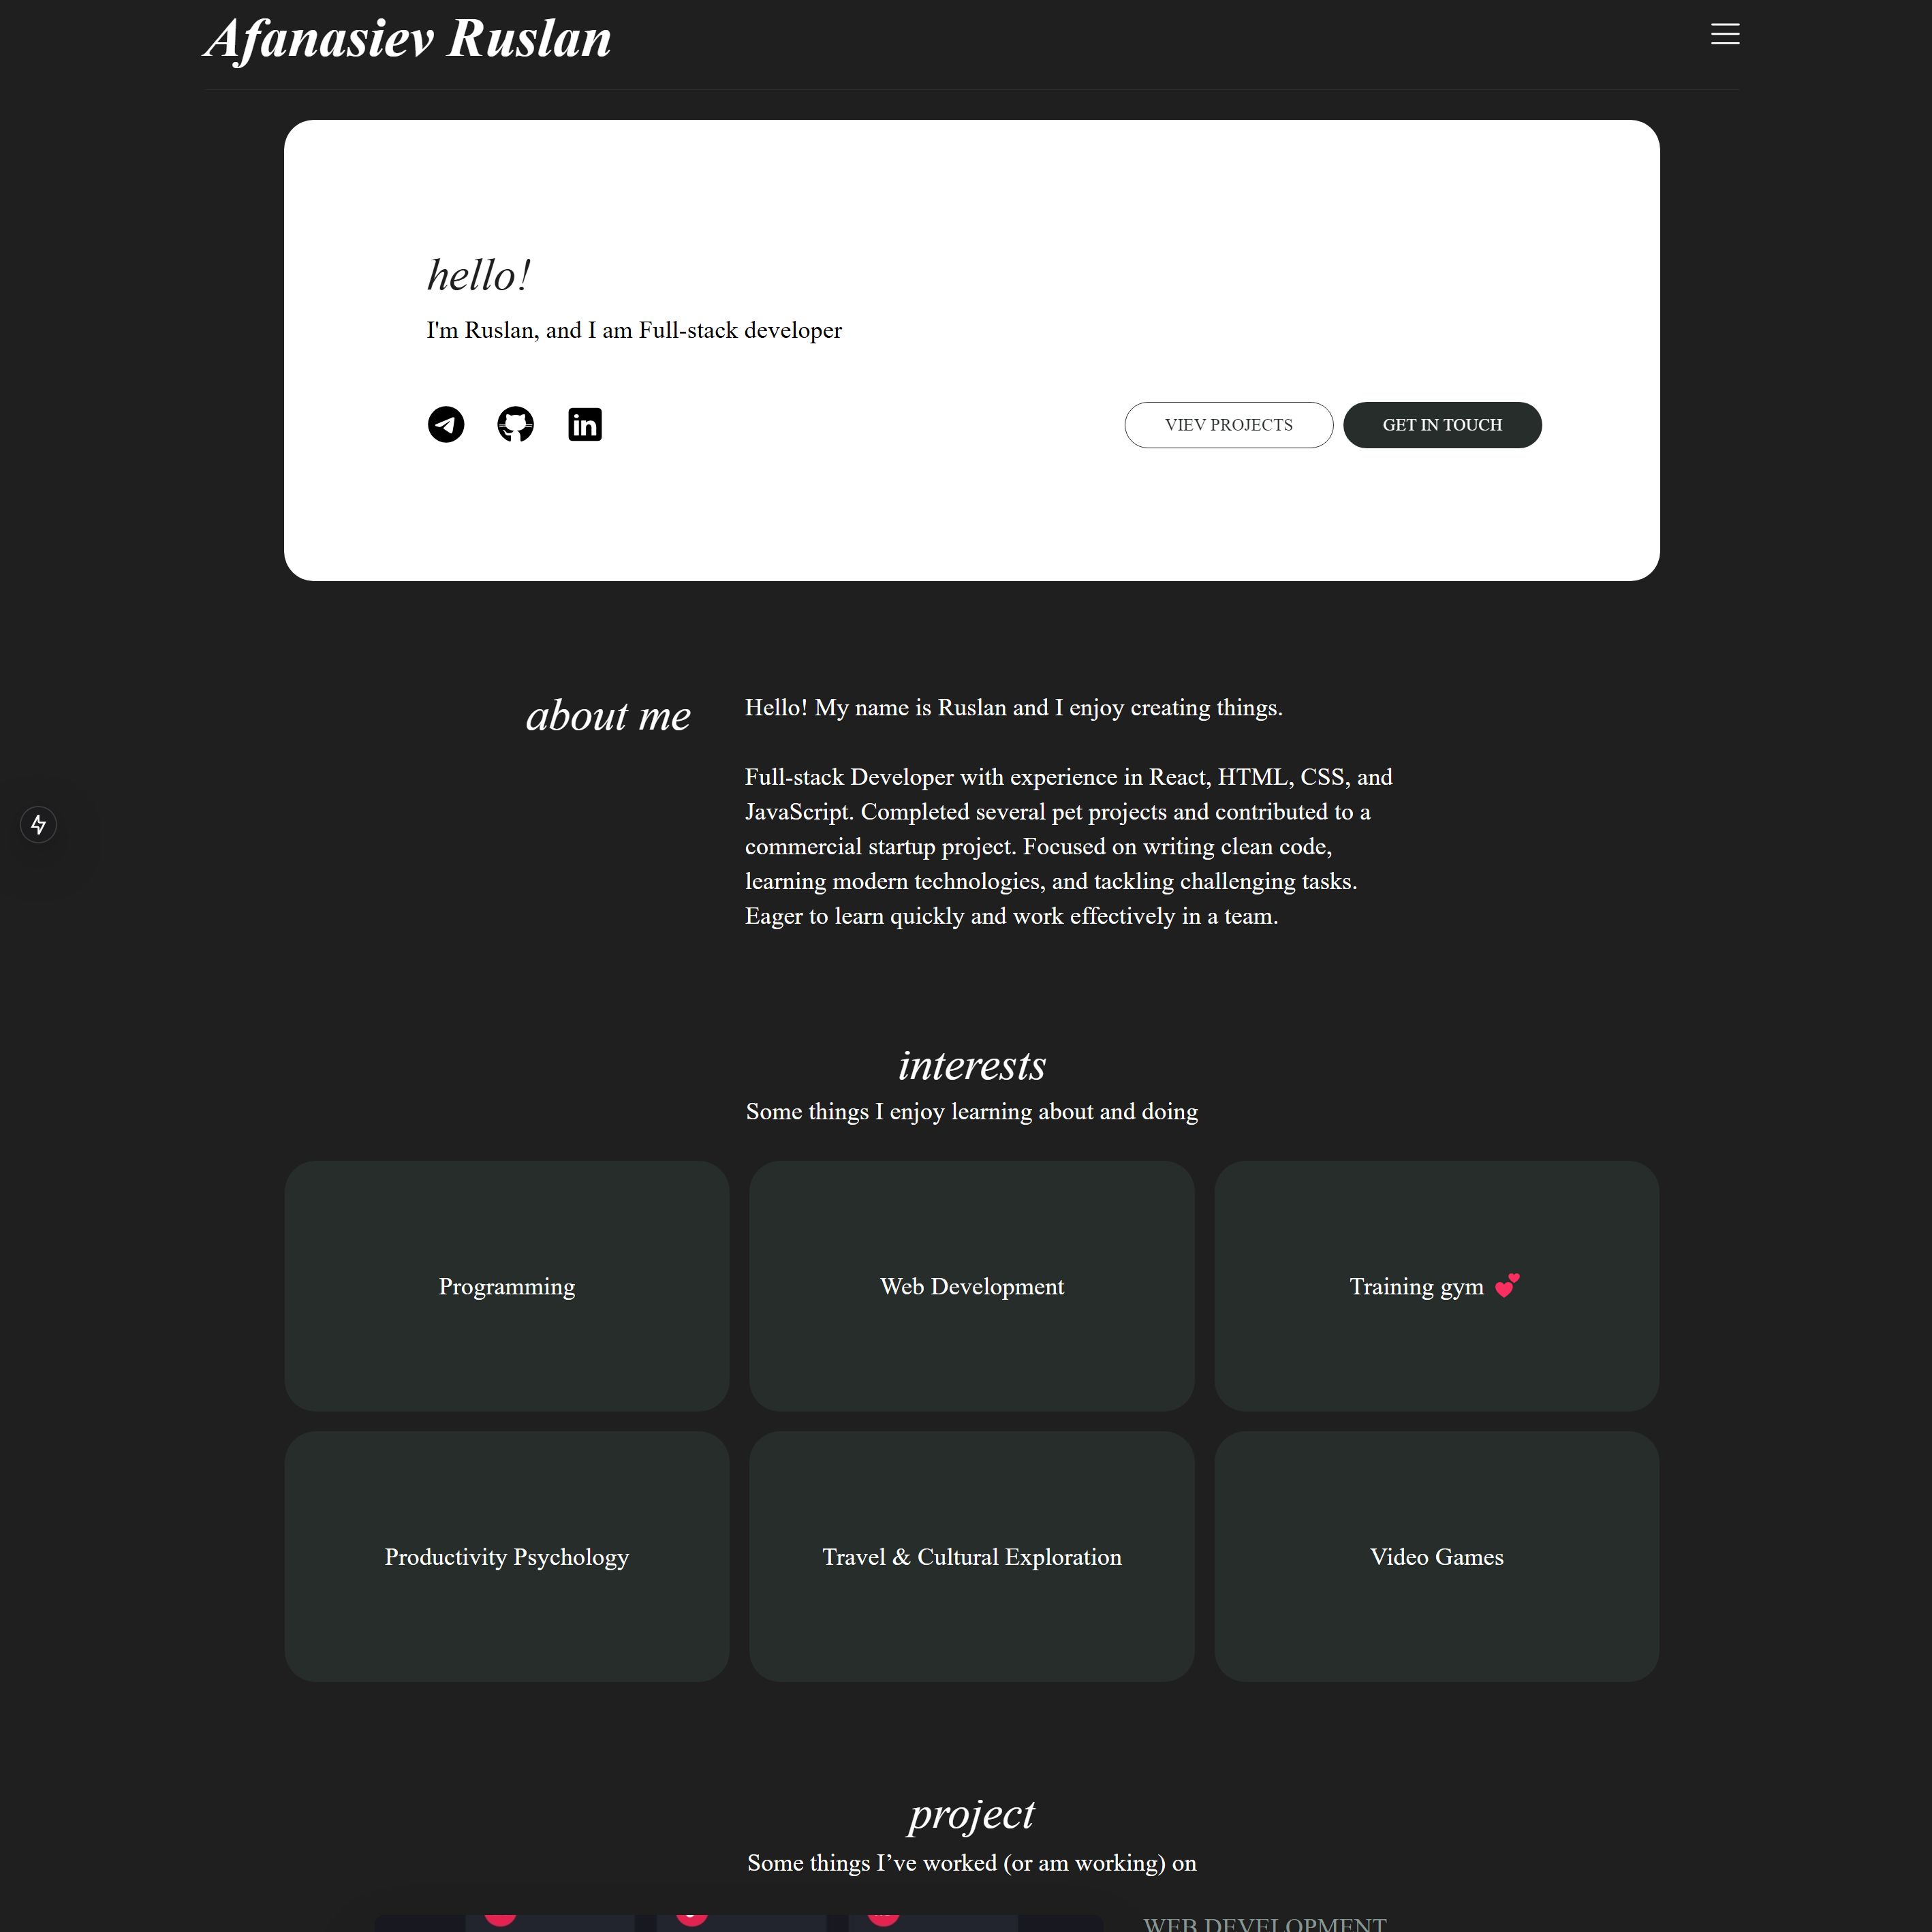 Afanasiev Ruslan
hello!
I'm Ruslan, and I am Full-stack developer
in
VIEV PROJECTS
GET IN TOUCH
about me
Hello! My name is Ruslan and I enjoy creating things.
Full-stack Developer with experience in React, HTML, CSS, and
JavaScript. Completed several pet projects and contributed to a
commercial startup project. Focused on writing clean code,
learning modern technologies, and tackling challenging tasks.
Eager to learn quickly and work effectively in a team.
interests
Some things I enjoy learning about and doing
Programming
Web Development
Training gym 💕
Productivity Psychology
Travel & Cultural Exploration
Video Games
project
Some things I’ve worked (or am working) on
WEB DEVELOPMENT